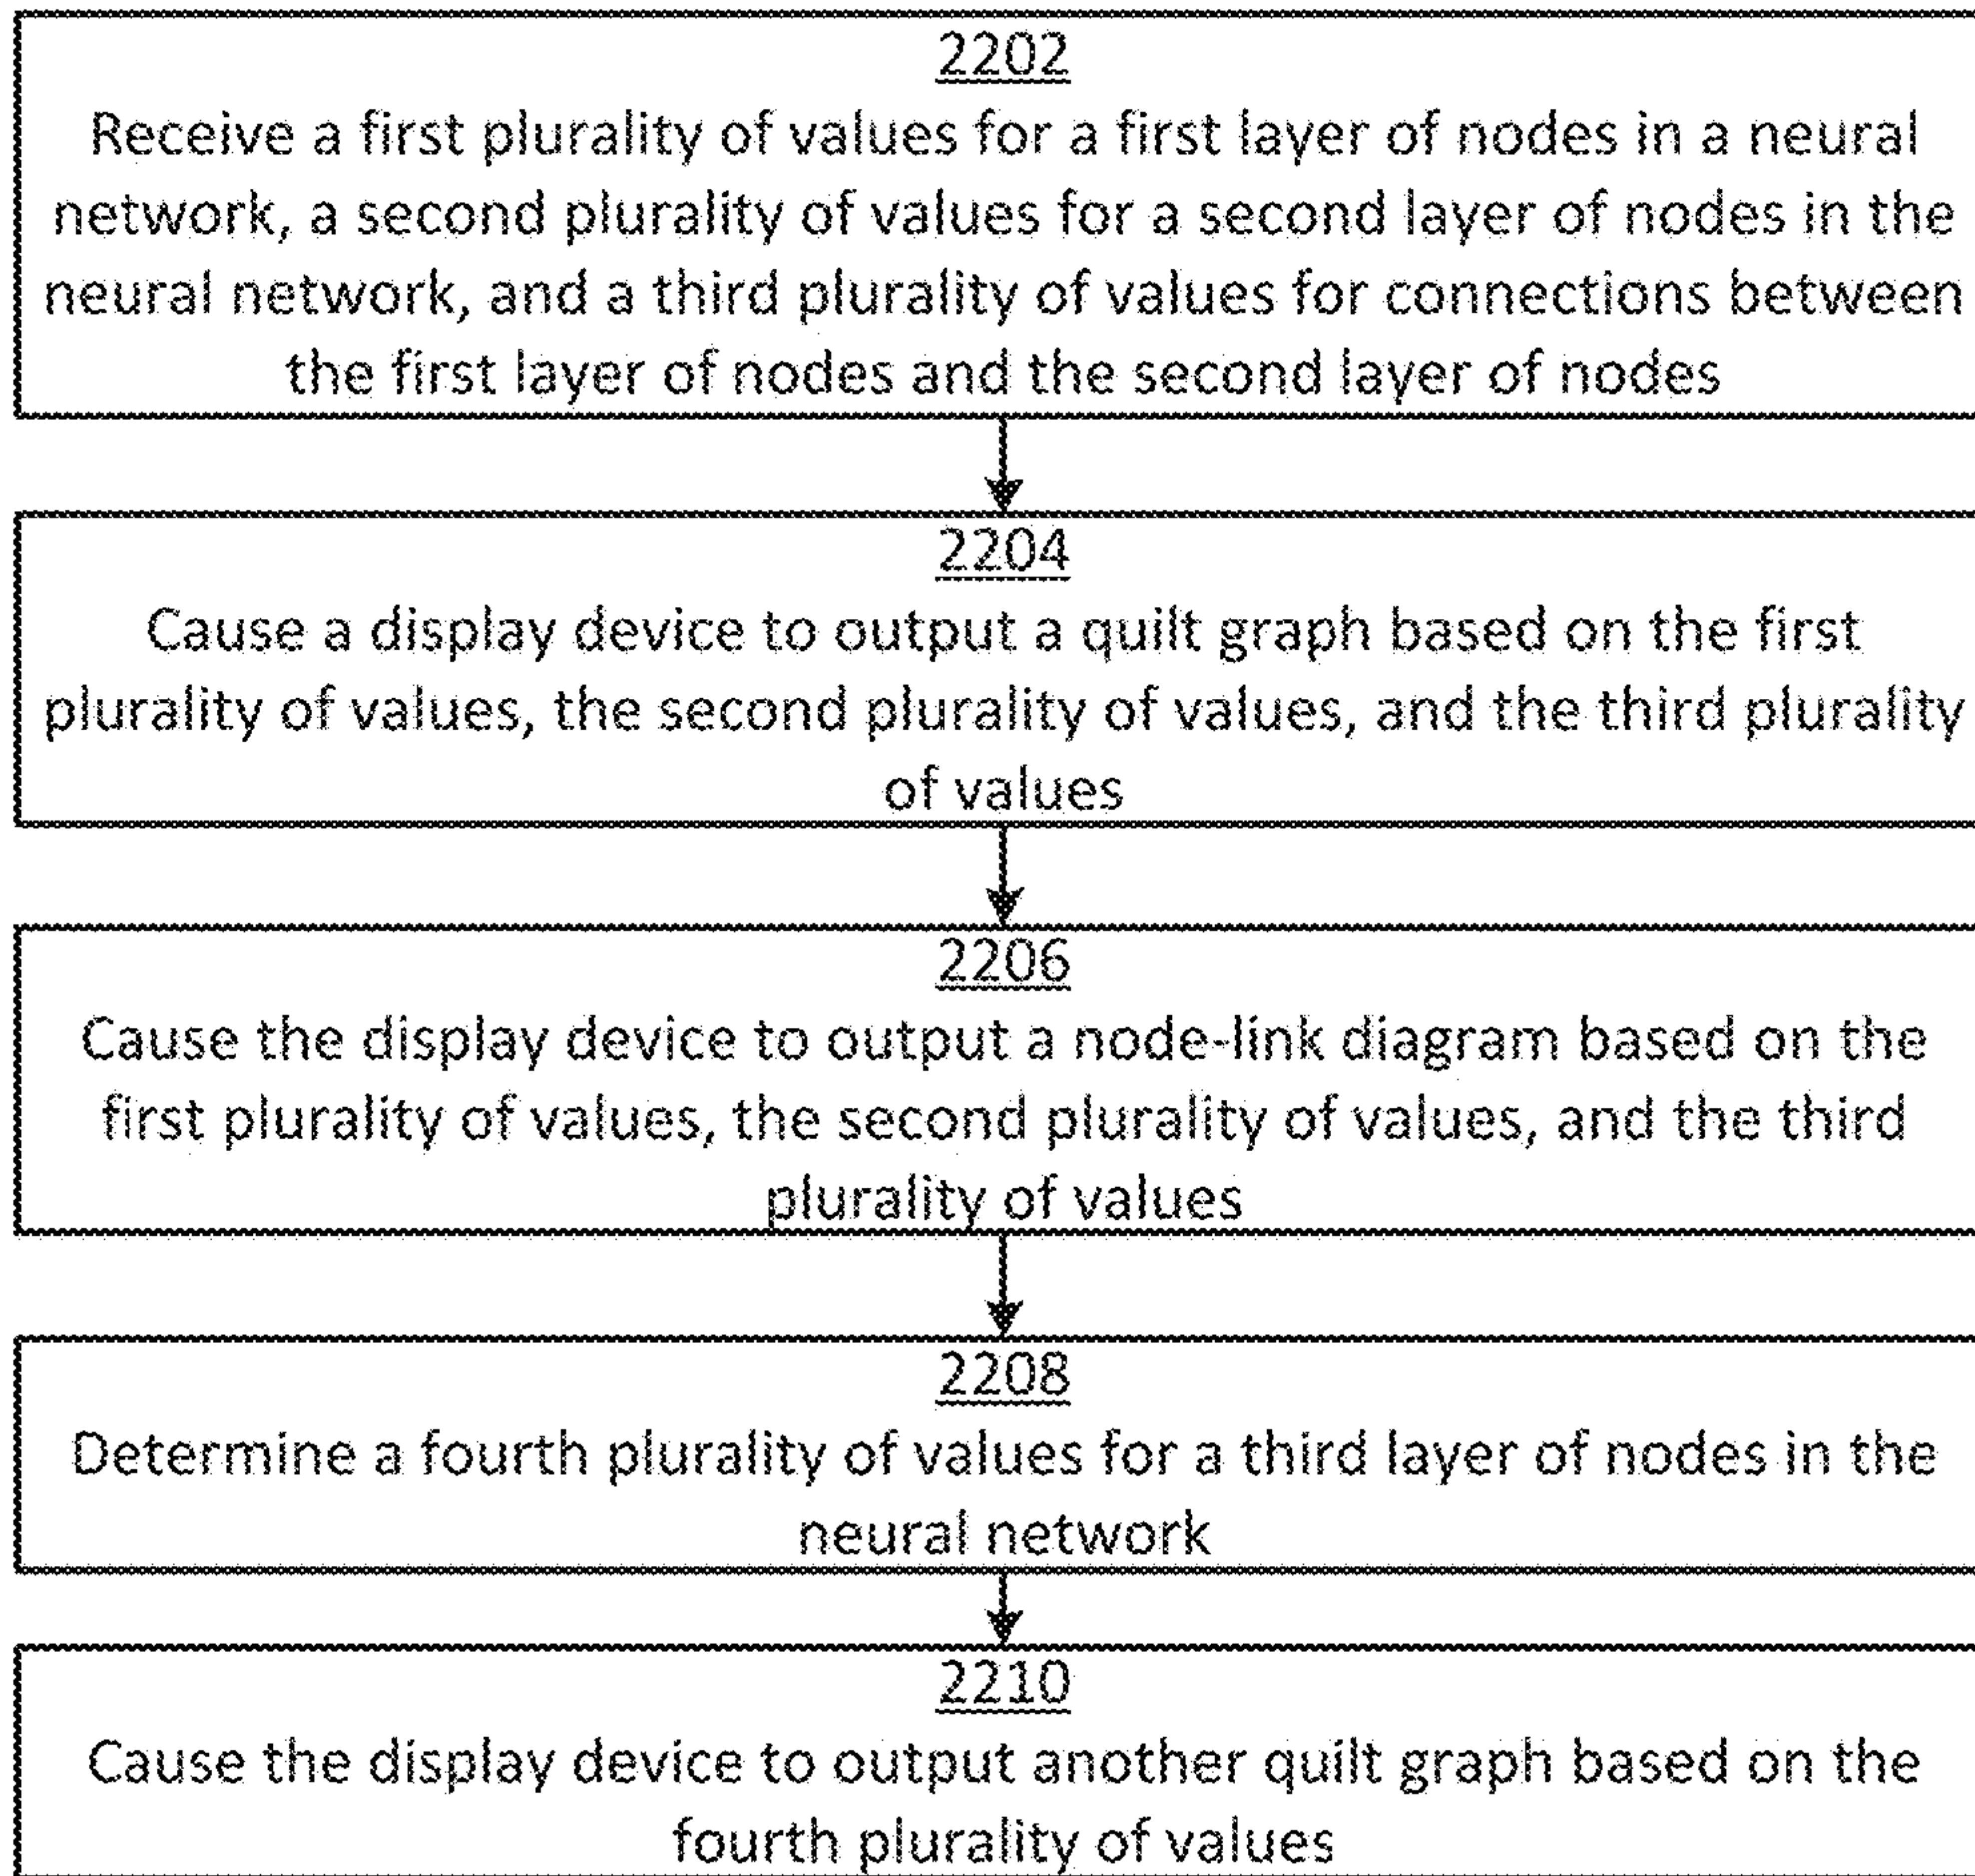 2202
Receive a first plurality of values for a first layer of nodes in a neural
network, a second plurality of values for a second layer of nodes in the
neural network, and a third plurality of values for connections between
the first layer of nodes and the second layer of nodes
2204
Cause a display device to output a quilt graph based on the first
plurality of values, the second plurality of values, and the third plurality
of values
2206
Cause the display device to output a node-link diagram based on the
first plurality of values, the second plurality of values, and the third
plurality of values
2208
Determine a fourth plurality of values for a third layer of nodes in the
neural network
2210
Cause the display device to output another quilt graph based on the
fourth plurality of values